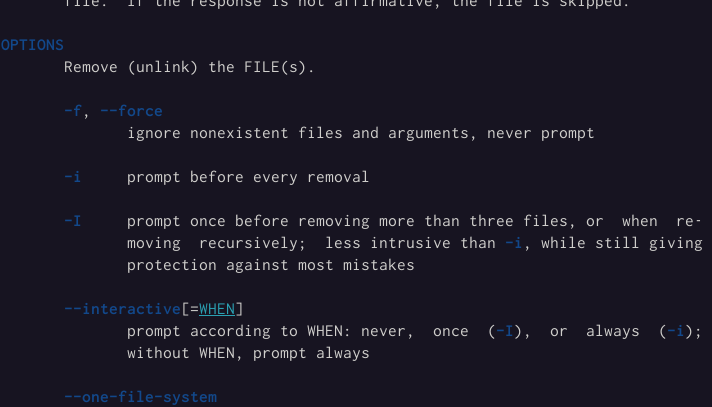 file. If the response is not affirmative, the file is skipped.
OPTIONS
Remove (unlink) the FILE(s).
-f, --force
ignore nonexistent files and arguments, never prompt
-i prompt before every removal
-I prompt once before removing more than three files, or when re-
moving recursively; less intrusive than -i, while still giving
protection against most mistakes
--interactive[=WHEN]
prompt according to WHEN: never, once (-I), or always (-i);
without WHEN, prompt always
--one-file-system